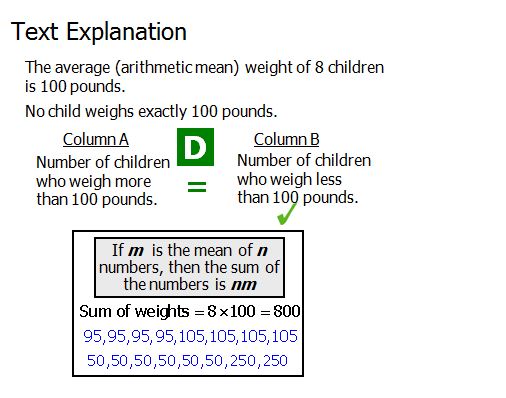 Text Explanation
The average (arithmetic mean) weight of 8 children
is 100 pounds.
No child weighs exactly 100 pounds.
Column A
Number of children
who weigh more
than 100 pounds.
D
=
Column B
Number of children
who weigh less
than 100 pounds.
✓
If m is the mean of n
numbers, then the sum of
the numbers is nm
Sum of weights = 8 × 100 = 800
95,95,95,95,105,105,105,105
50,50,50,50,50,50,250,250